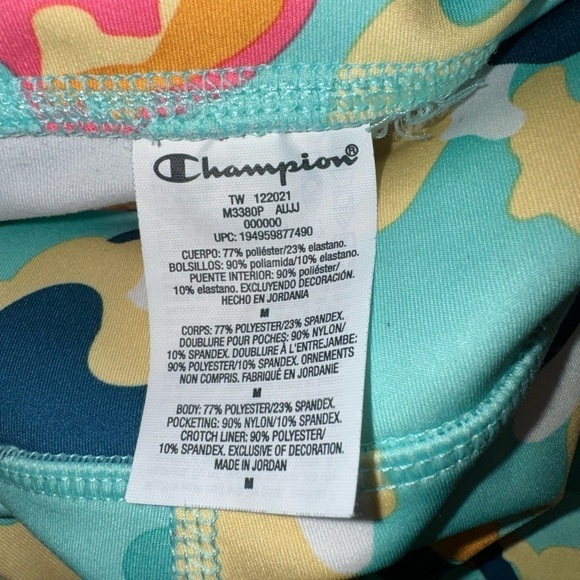 Champion®
TW 122021
M3380P AUJJ
000000
UPC: 194959877490
CUERPO: 77% poliéster/23% elastano.
BOLSILLOS: 90% poliamida/10% elastano.
PUENTE INTERIOR: 90% poliéster/
10% elastano. EXCLUYENDO DECORACIÓN.
HECHO EN JORDANIA
M
CORPS: 77% POLYESTER/23% SPANDEX.
DOUBLURE POUR POCHES: 90% NYLON/
10% SPANDEX. DOUBLURE À L'ENTREJAMBE:
90% POLYESTER/10% SPANDEX. ORNEMENTS
NON COMPRIS. FABRIQUÉ EN JORDANIE
M
BODY: 77% POLYESTER/23% SPANDEX.
POCKETING: 90% NYLON/10% SPANDEX.
CROTCH LINER: 90% POLYESTER/
10% SPANDEX. EXCLUSIVE OF DECORATION.
MADE IN JORDAN
M